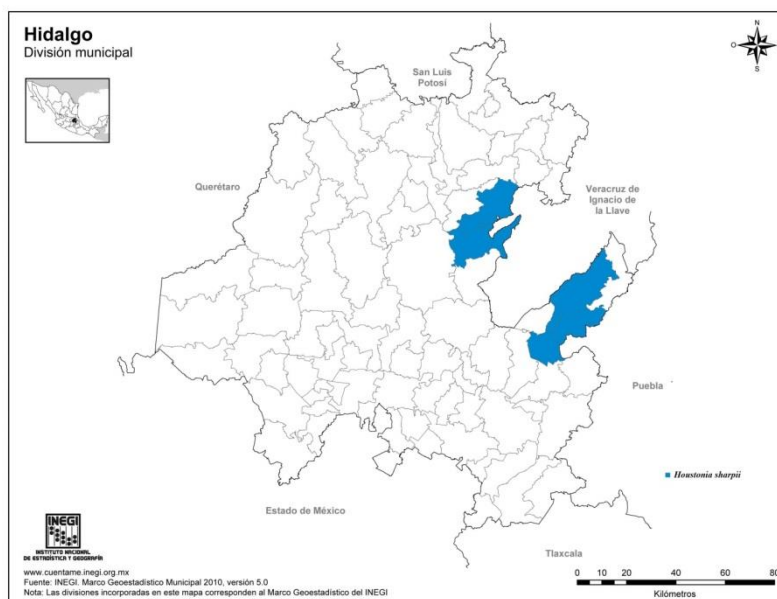 Hidalgo
División municipal
N
O
E
S
San Luis
Potosí
Querétaro
Veracruz de
Ignacio de
la Llave
Puebla
Houstonia sharpii
Estado de México
Tlaxcala
INEGI
INSTITUTO NACIONAL
DE ESTADÍSTICA Y GEOGRAFÍA
www.cuentame.inegi.org.mx
Fuente: INEGI. Marco Geoestadístico Municipal 2010, versión 5.0
Nota: Las divisiones incorporadas en este mapa corresponden al Marco Geoestadístico del INEGI
0 10 20 40 60 80
Kilómetros